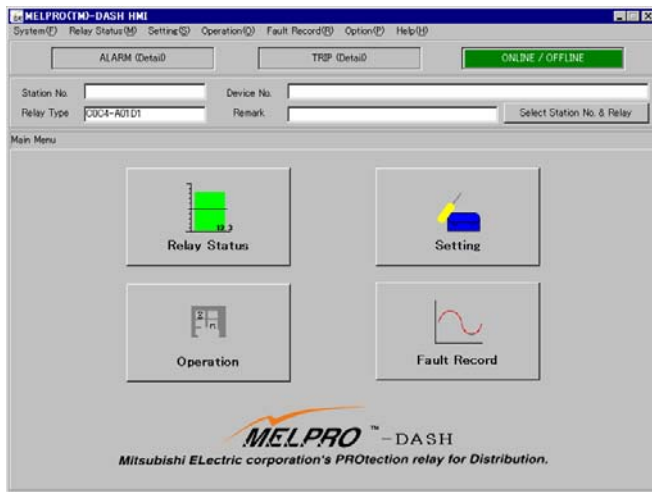 MELPRO(TM)-DASH HMI
System(F) Relay Status(M) Setting(S) Operation(O) Fault Record(R) Option(P) Help(H)
ALARM (Detail) TRIP (Detail) ONLINE / OFFLINE
Station No. Device No.
Relay Type C0C4-A01D1 Remark Select Station No. & Relay
Main Menu
Relay Status Setting
Operation Fault Record
MELPRO ™-DASH
Mitsubishi ELectric corporation's PROtection relay for Distribution.